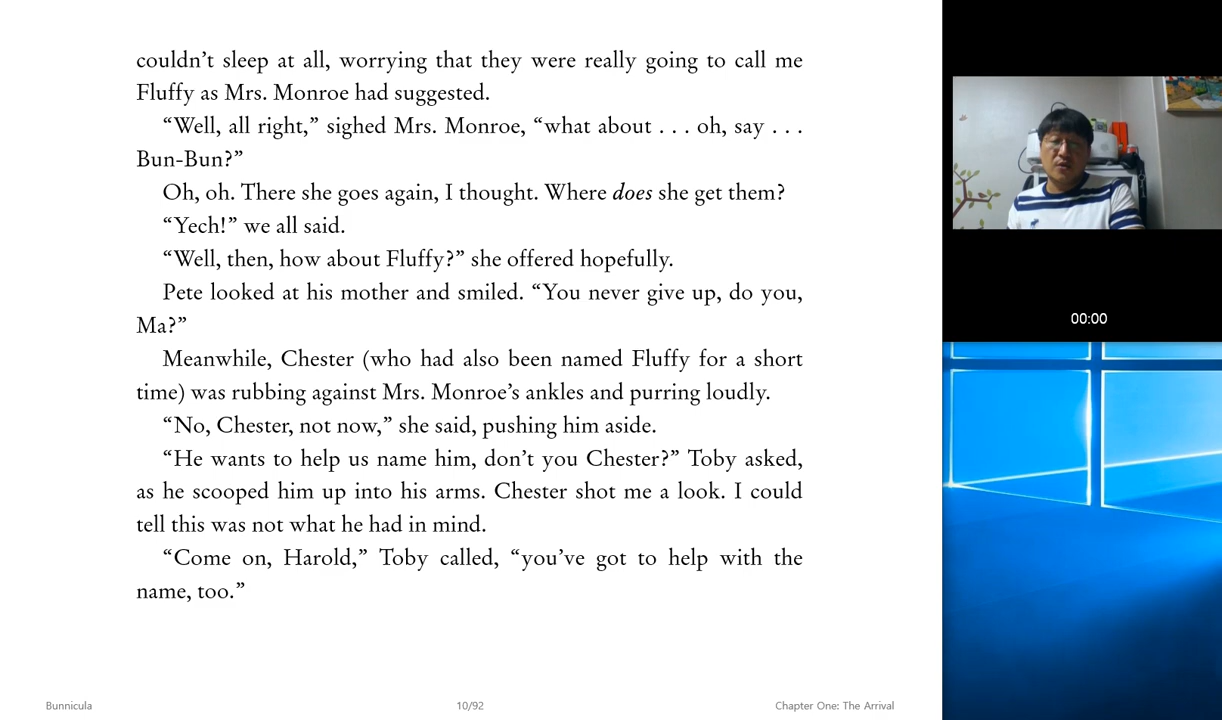 couldn’t sleep at all, worrying that they were really going to call me
Fluffy as Mrs. Monroe had suggested.
“Well, all right,” sighed Mrs. Monroe, “what about . . . oh, say . . .
Bun-Bun?”
Oh, oh. There she goes again, I thought. Where does she get them?
“Yech!” we all said.
“Well, then, how about Fluffy?” she offered hopefully.
Pete looked at his mother and smiled. “You never give up, do you,
Ma?”
Meanwhile, Chester (who had also been named Fluffy for a short
time) was rubbing against Mrs. Monroe’s ankles and purring loudly.
“No, Chester, not now,” she said, pushing him aside.
“He wants to help us name him, don’t you Chester?” Toby asked,
as he scooped him up into his arms. Chester shot me a look. I could
tell this was not what he had in mind.
“Come on, Harold,” Toby called, “you’ve got to help with the
name, too.”
Bunnicula
10/92
Chapter One: The Arrival
00:00